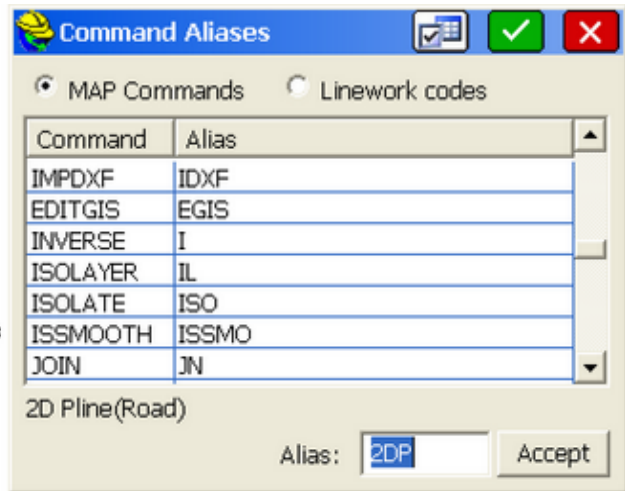 Command Aliases
MAP Commands Linework codes
Command Alias
IMPDXF IDXF
EDITGIS EGIS
INVERSE I
ISOLAYER IL
ISOLATE ISO
ISSMOOTH ISSMO
JOIN JN
2D Pline(Road)
Alias: 2DP Accept